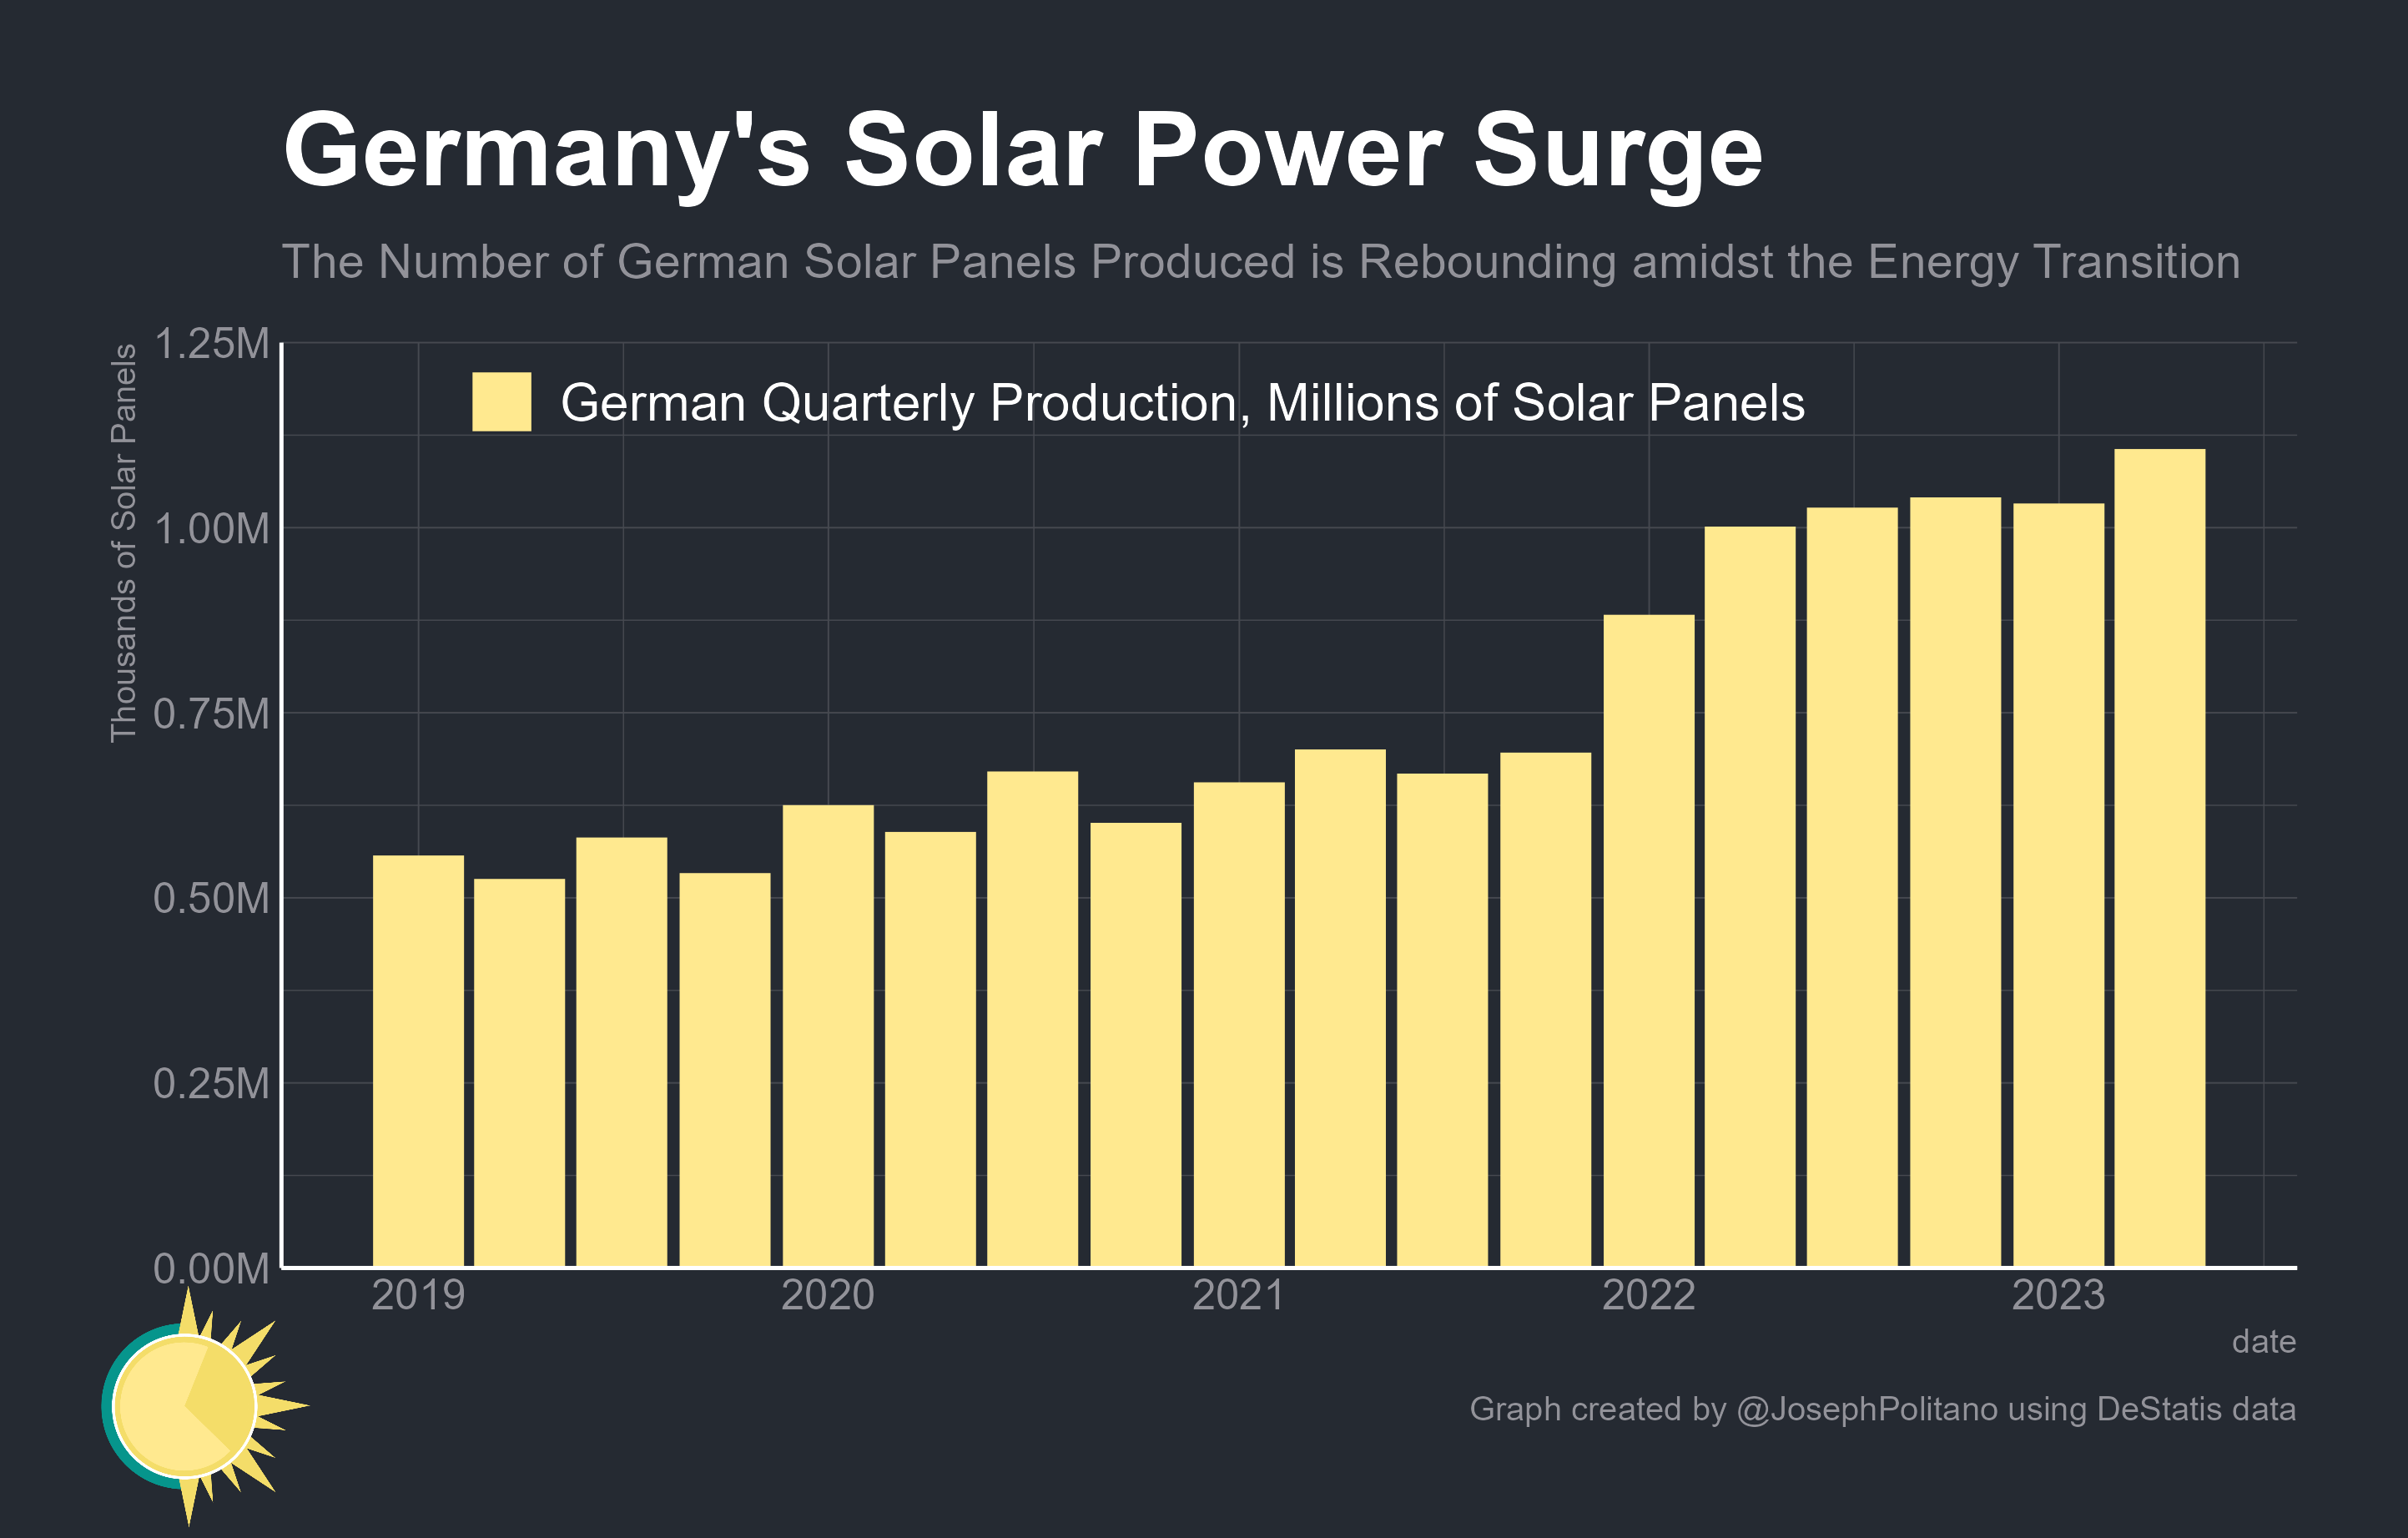 Germany's Solar Power Surge
The Number of German Solar Panels Produced is Rebounding amidst the Energy Transition
Thousands of Solar Panels
1.25M
German Quarterly Production, Millions of Solar Panels
1.00M
0.75M
0.50M
0.25M
0.00M
2019 2020 2021 2022 2023
date
Graph created by @JosephPolitano using DeStatis data